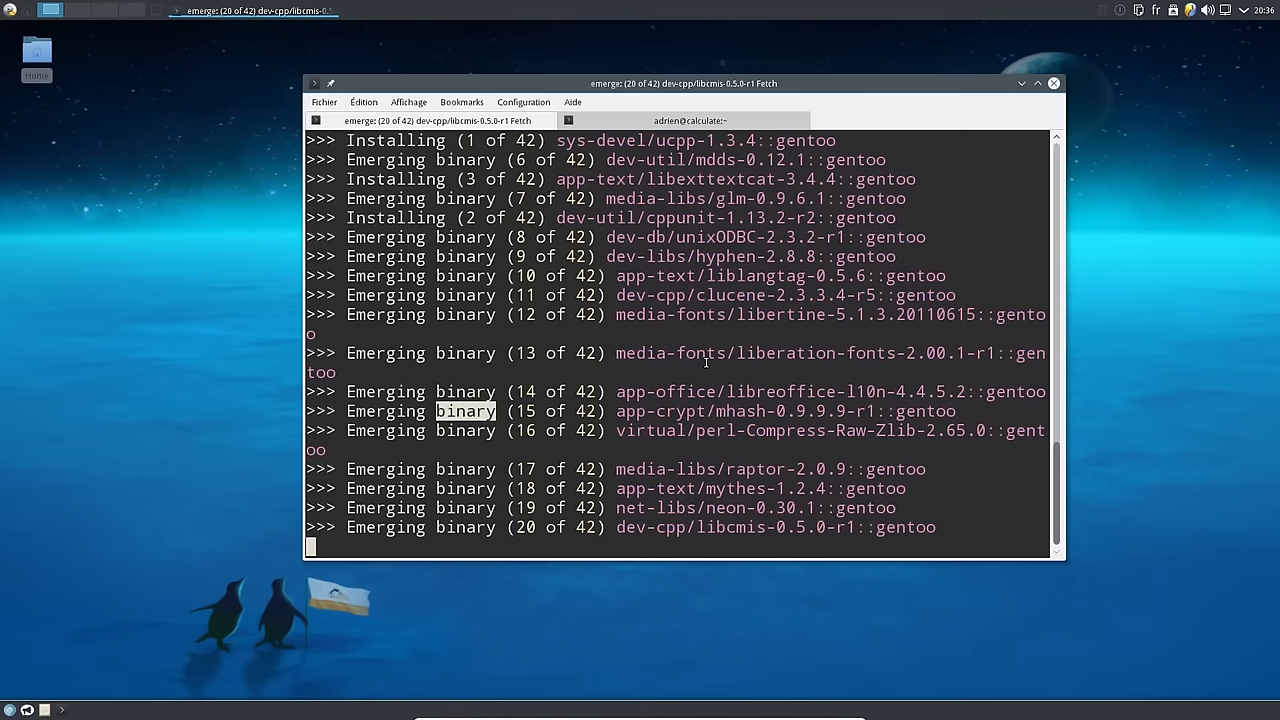 emerge: (20 of 42) dev-cpp/libcmis-0.5
fr
20:36
Home
emerge: (20 of 42) dev-cpp/libcmis-0.5.0-r1 Fetch
Fichier Édition Affichage Bookmarks Configuration Aide
emerge: (20 of 42) dev-cpp/libcmis-0.5.0-r1 Fetch
adrien@calculate:~
>>> Installing (1 of 42) sys-devel/ucpp-1.3.4::gentoo
>>> Emerging binary (6 of 42) dev-util/mdds-0.12.1::gentoo
>>> Installing (3 of 42) app-text/libexttextcat-3.4.4::gentoo
>>> Emerging binary (7 of 42) media-libs/glm-0.9.6.1::gentoo
>>> Installing (2 of 42) dev-util/cppunit-1.13.2-r2::gentoo
>>> Emerging binary (8 of 42) dev-db/unixODBC-2.3.2-r1::gentoo
>>> Emerging binary (9 of 42) dev-libs/hyphen-2.8.8::gentoo
>>> Emerging binary (10 of 42) app-text/liblangtag-0.5.6::gentoo
>>> Emerging binary (11 of 42) dev-cpp/clucene-2.3.3.4-r5::gentoo
>>> Emerging binary (12 of 42) media-fonts/libertine-5.1.3.20110615::gento
o
>>> Emerging binary (13 of 42) media-fonts/liberation-fonts-2.00.1-r1::gen
too
>>> Emerging binary (14 of 42) app-office/libreoffice-l10n-4.4.5.2::gentoo
>>> Emerging binary (15 of 42) app-crypt/mhash-0.9.9.9-r1::gentoo
>>> Emerging binary (16 of 42) virtual/perl-Compress-Raw-Zlib-2.65.0::gent
oo
>>> Emerging binary (17 of 42) media-libs/raptor-2.0.9::gentoo
>>> Emerging binary (18 of 42) app-text/mythes-1.2.4::gentoo
>>> Emerging binary (19 of 42) net-libs/neon-0.30.1::gentoo
>>> Emerging binary (20 of 42) dev-cpp/libcmis-0.5.0-r1::gentoo